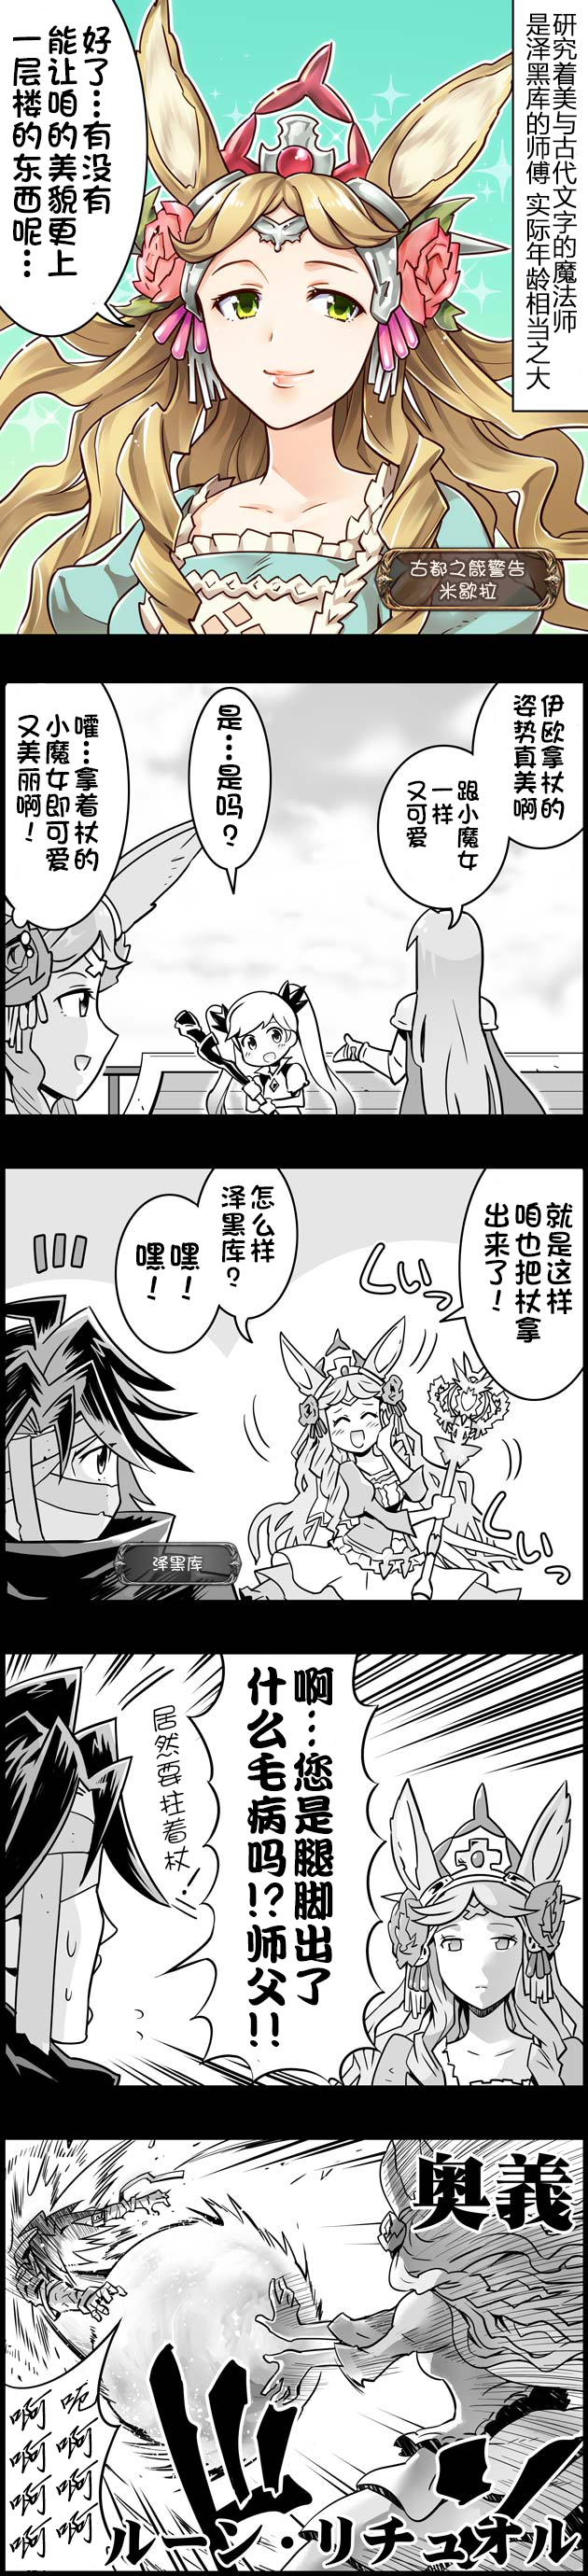 研究着美与古代文字的魔法师
是泽黑库的师傅 实际年龄相当之大
好了…有没有
能让咱的美貌更上
一层楼的东西呢…
古都之箴警告
米歇拉
伊欧拿杖的
姿势真美啊
跟小魔女
一样
又可爱
是…是吗?
嚯…拿着杖的
小魔女即可爱
又美丽啊!
就是这样
咱也把杖拿
出来了!
くいっ
怎么样
泽黑库?
嘿!
嘿!
くいっ
泽黑库
啊…您是腿脚出了
什么毛病吗!?师父!!
居然要拄着杖!
奥義
呃啊啊啊
啊啊啊啊
ルーン・リチュオル